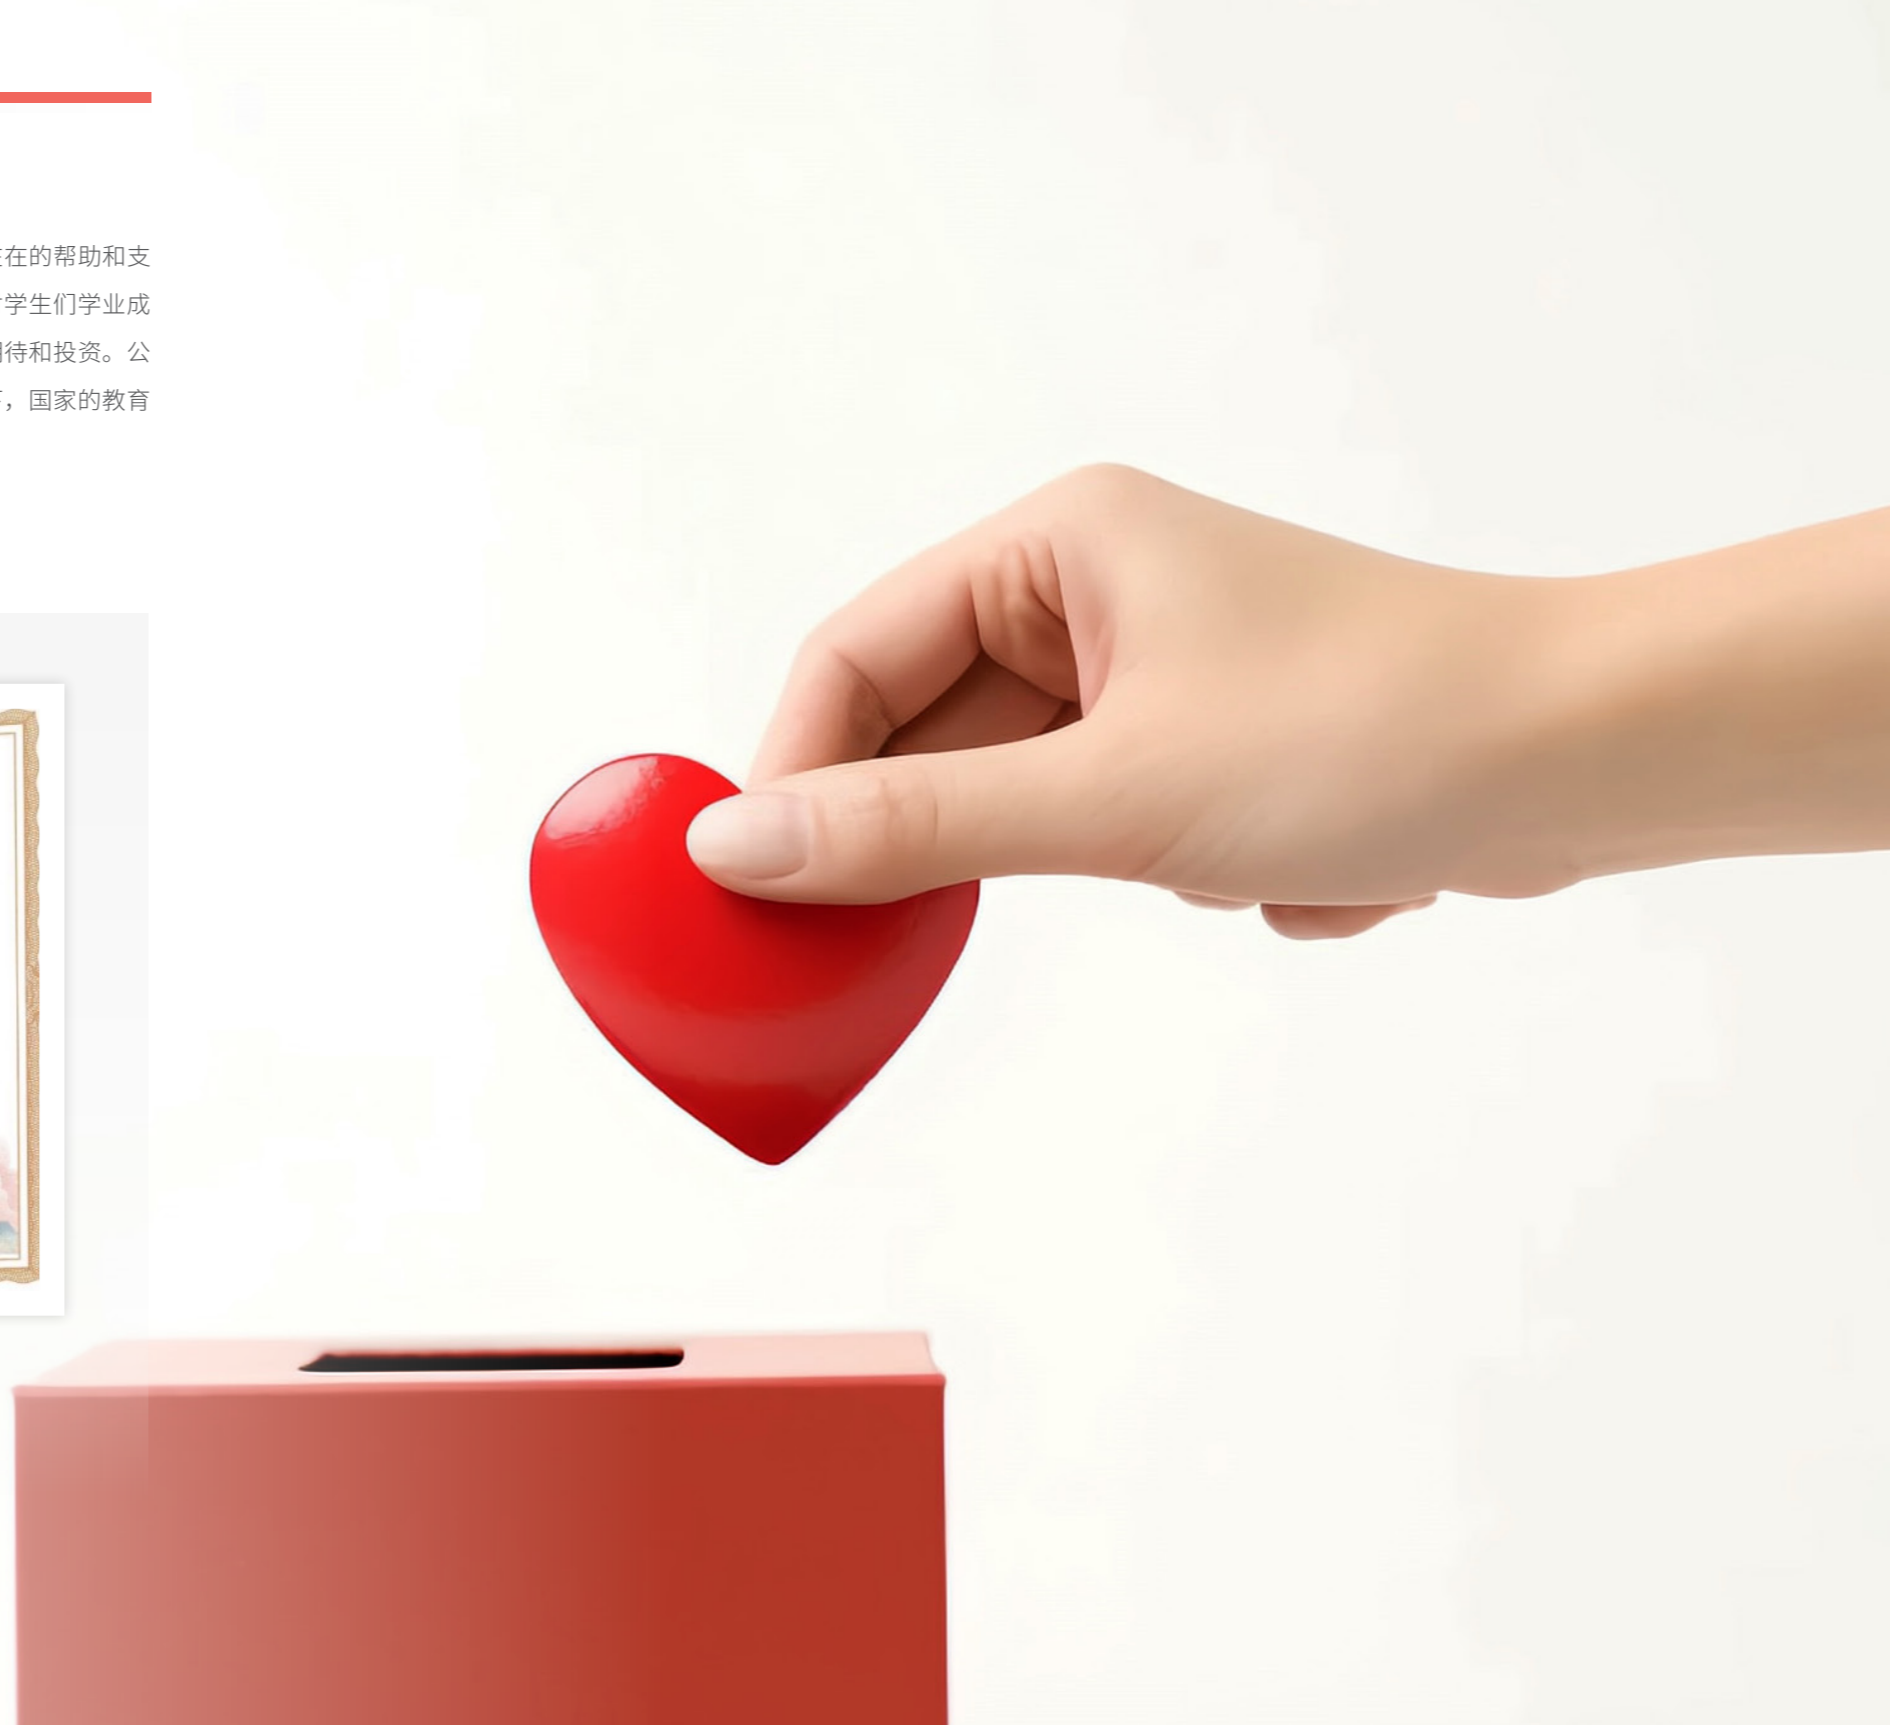 在的帮助和支
学生们学业成
待和投资。公
，国家的教育